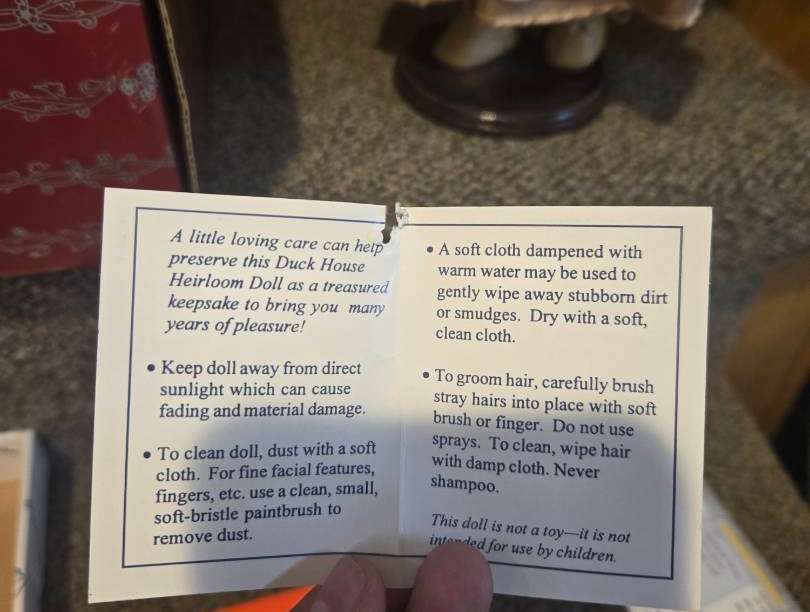 A little loving care can help
preserve this Duck House
Heirloom Doll as a treasured
keepsake to bring you many
years of pleasure!
• Keep doll away from direct
sunlight which can cause
fading and material damage.
• To clean doll, dust with a soft
cloth. For fine facial features,
fingers, etc. use a clean, small,
soft-bristle paintbrush to
remove dust.
• A soft cloth dampened with
warm water may be used to
gently wipe away stubborn dirt
or smudges. Dry with a soft,
clean cloth.
• To groom hair, carefully brush
stray hairs into place with soft
brush or finger. Do not use
sprays. To clean, wipe hair
with damp cloth. Never
shampoo.
This doll is not a toy—it is not
intended for use by children.